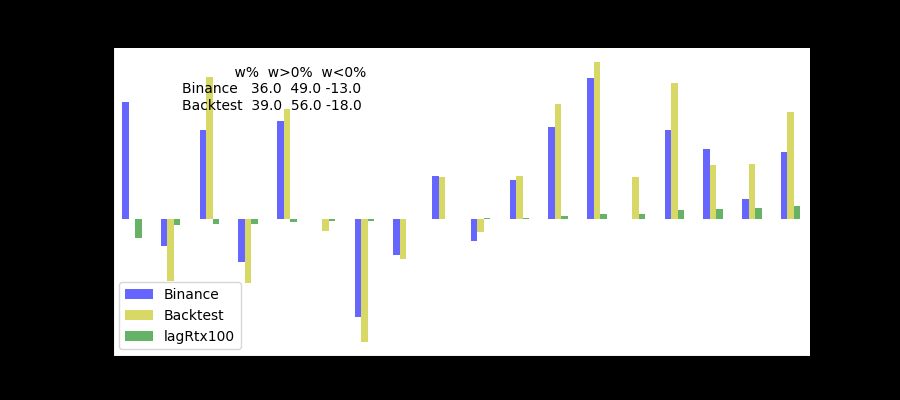 w% w>0% w<0%
Binance 36.0 49.0 -13.0
Backtest 39.0 56.0 -18.0
Binance
Backtest
lagRtx100